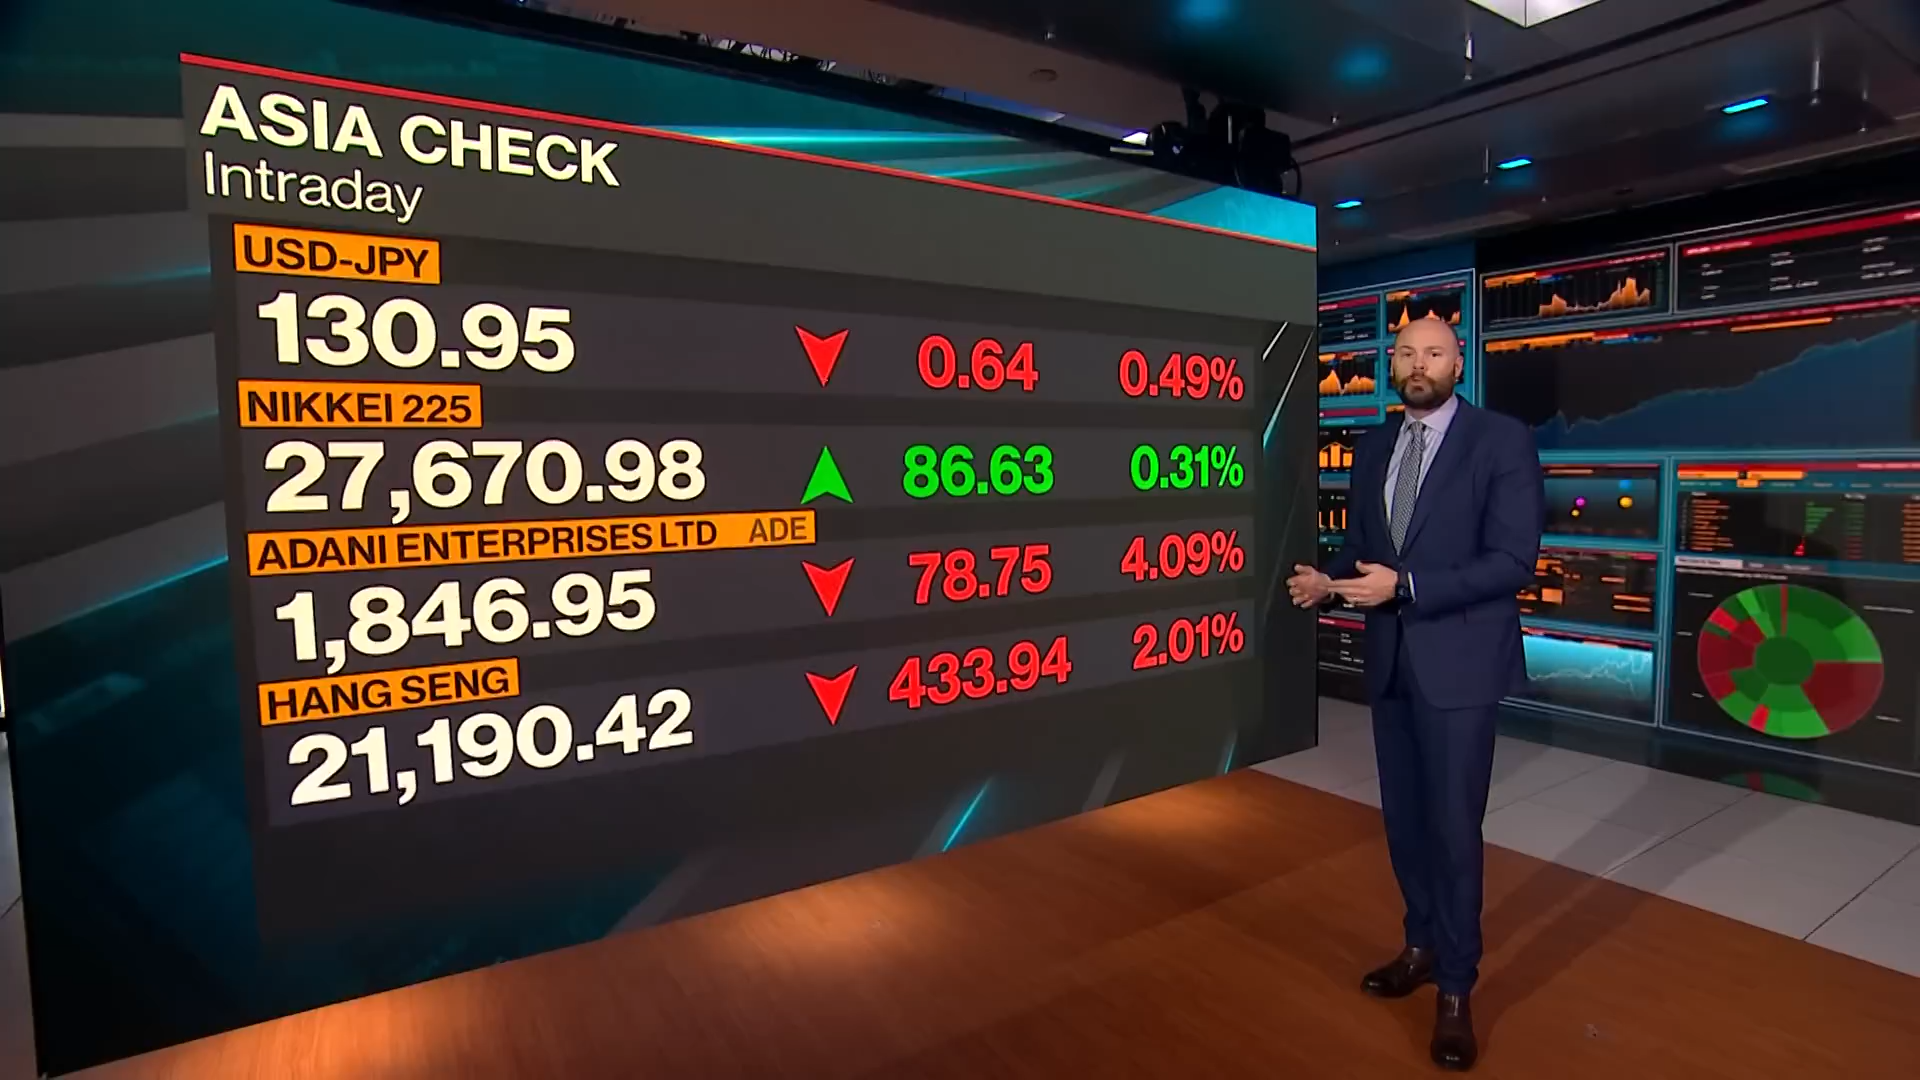 ASIA CHECK
Intraday
USD-JPY
130.95 0.64 0.49%
NIKKEI 225
27,670.98 86.63 0.31%
ADANI ENTERPRISES LTD ADE
1,846.95 78.75 4.09%
HANG SENG
21,190.42 433.94 2.01%